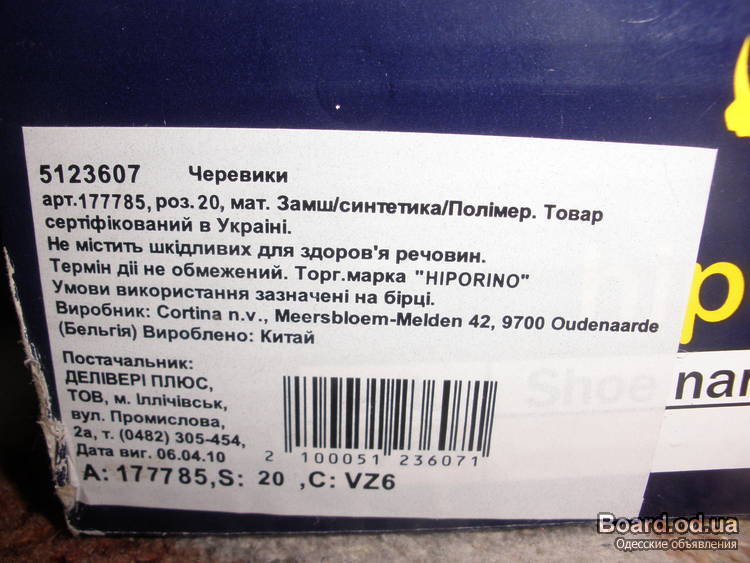 5123607 Черевики
арт.177785, роз.20, мат. Замш/синтетика/Полімер. Товар
сертіфікований в Україні.
Не містить шкідливих для здоров'я речовин.
Термін діі не обмежений. Торг.марка "HIPORINO"
Умови використання зазначені на бірці.
Виробник: Cortina n.v., Meersbloem-Melden 42, 9700 Oudenaarde
(Бельгія) Вироблено: Китай
Постачальник:
ДЕЛІВЕРІ ПЛЮС,
ТОВ, м. Іллічівськ,
вул. Промислова,
2а, т. (0482) 305-454,
Дата виг. 06.04.10
2 100051 236071
A: 177785,S: 20 ,C: VZ6
Shoe nam
Board.od.ua
Одесские объявления